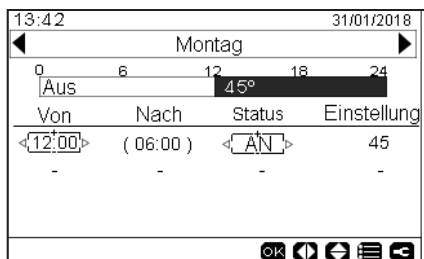 13:42 31/01/2018
Montag
0 6 12 18 24
Aus 45º
Von Nach Status Einstellung
12:00 ( 06:00 ) AN 45
- - - -
OK